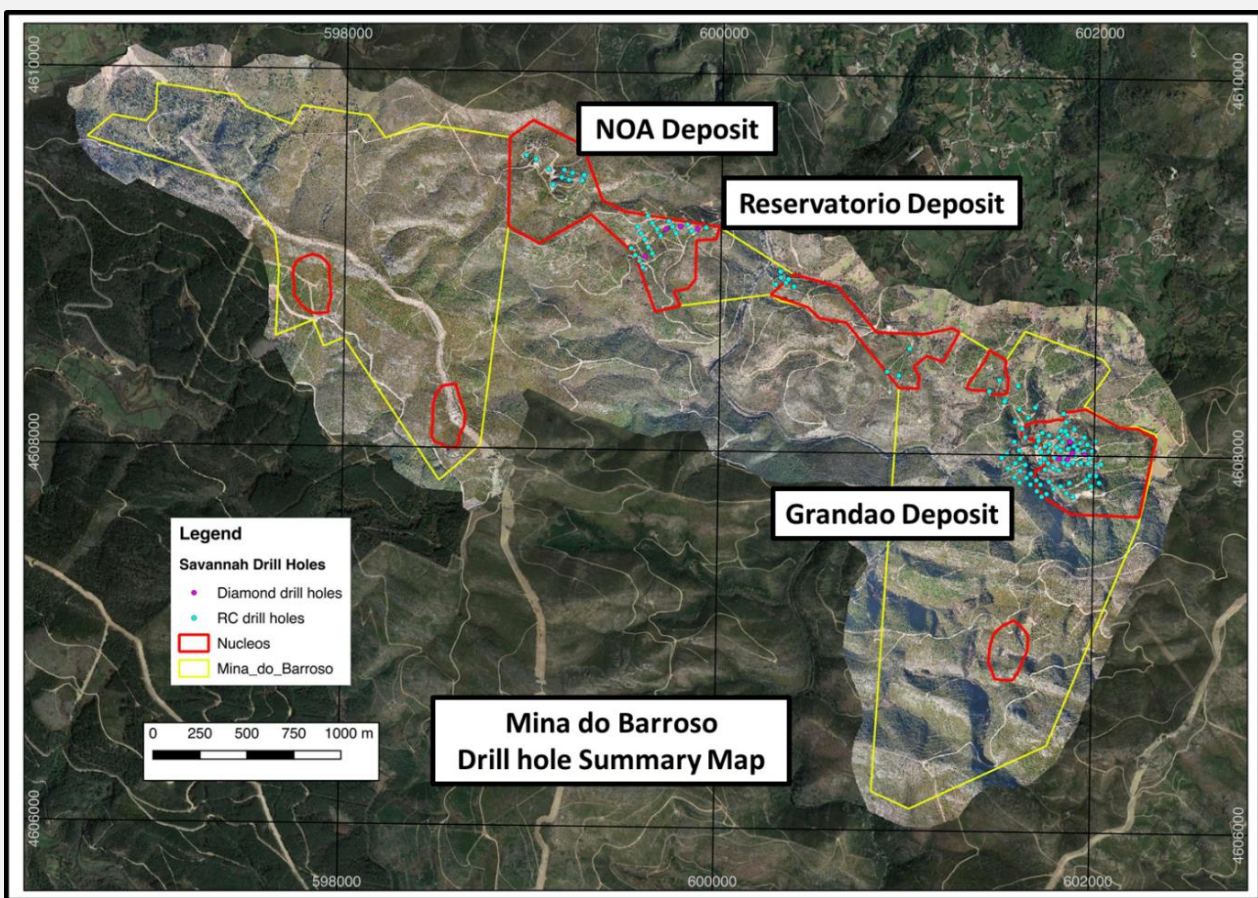 598000
600000
602000
4610000
4610000
NOA Deposit
Reservatorio Deposit
4608000
4608000
Grandao Deposit
Legend
Savannah Drill Holes
Diamond drill holes
RC drill holes
Nucleos
Mina_do_Barroso
0 250 500 750 1000 m
Mina do Barroso
Drill hole Summary Map
4606000
4606000
598000
600000
602000